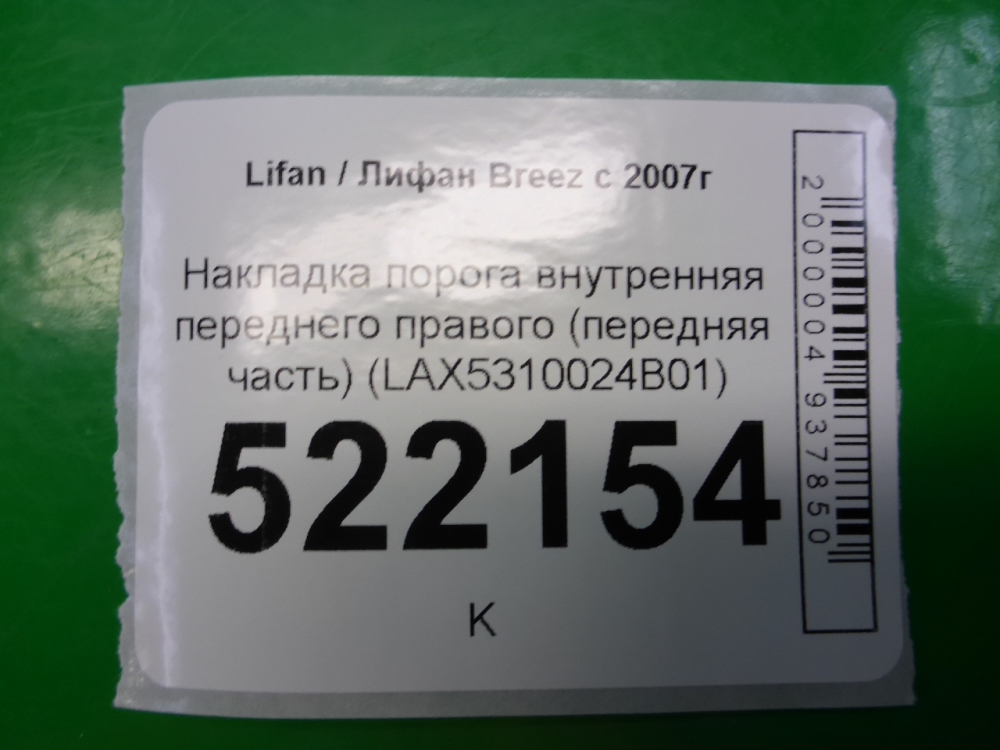 Lifan / Лифан Breez с 2007г
Накладка порога внутренняя
переднего правого (передняя
часть) (LAX5310024B01)
522154
К
2000004937850